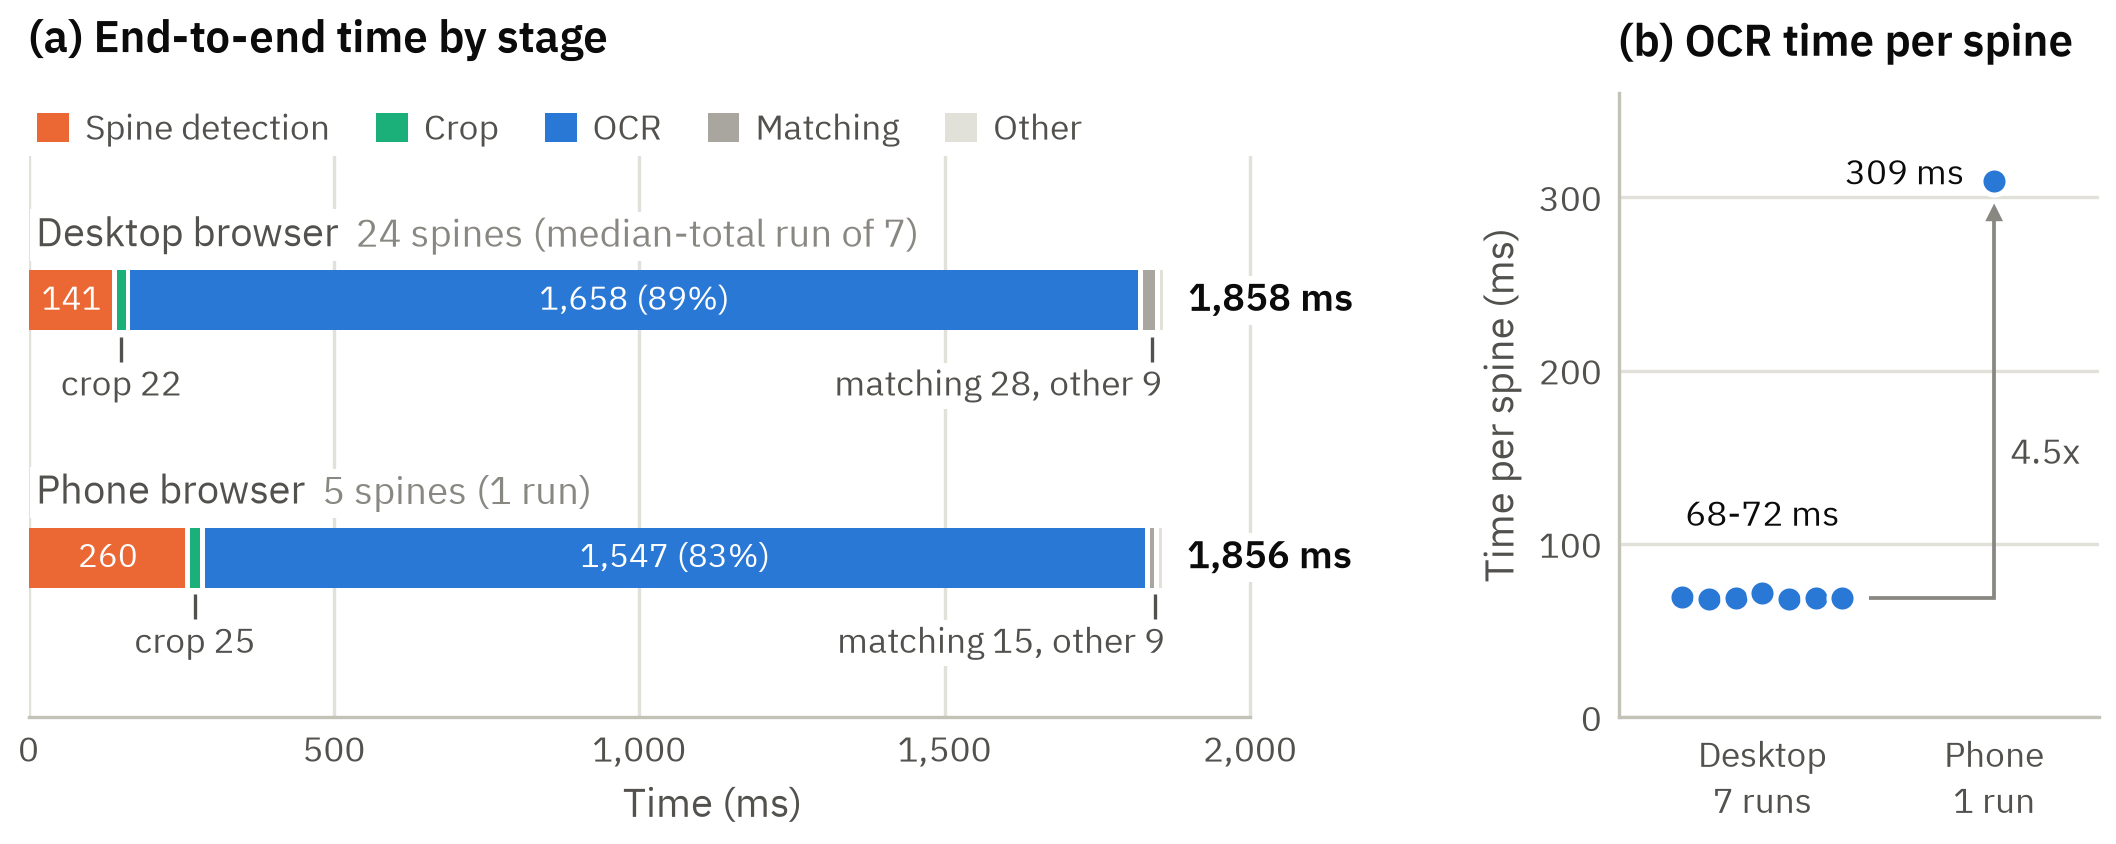 (a) End-to-end time by stage
Spine detection Crop OCR Matching Other
Desktop browser 24 spines (median-total run of 7)
141 1,658 (89%) 1,858 ms
crop 22 matching 28, other 9
Phone browser 5 spines (1 run)
260 1,547 (83%) 1,856 ms
crop 25 matching 15, other 9
0 500 1,000 1,500 2,000
Time (ms)
(b) OCR time per spine
Time per spine (ms)
309 ms
300
200
4.5x
68-72 ms
100
0
Desktop Phone
7 runs 1 run